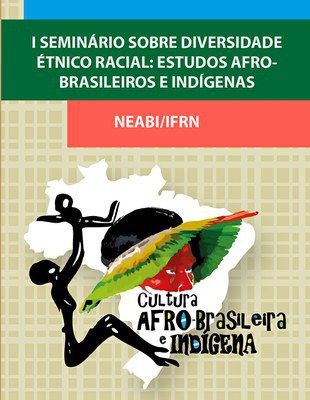 I SEMINÁRIO SOBRE DIVERSIDADE
ÉTNICO RACIAL: ESTUDOS AFRO-
BRASILEIROS E INDÍGENAS
NEABI/IFRN
CULTURA
AFRO-BRASILEIRA
e INDÍGENA